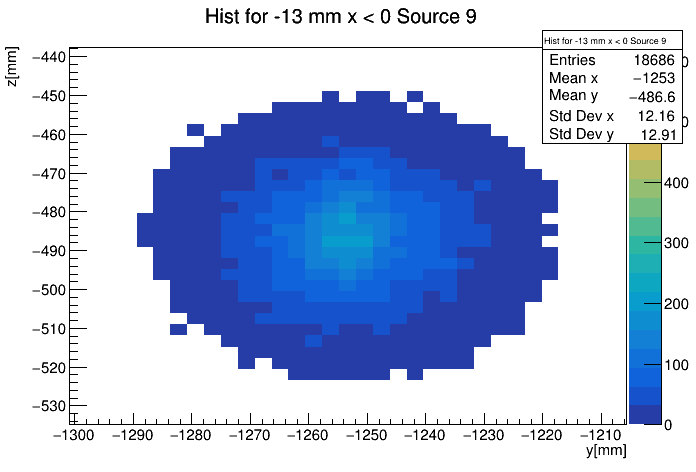 Hist for -13 mm x < 0 Source 9
Hist for -13 mm x < 0 Source 9
Entries 18686
Mean x −1253
Mean y −486.6
Std Dev x 12.16
Std Dev y 12.91
z[mm]
−440
−450
−460
−470
−480
−490
−500
−510
−520
−530
−1300 −1290 −1280 −1270 −1260 −1250 −1240 −1230 −1220 −1210
y[mm]
400
300
200
100
0